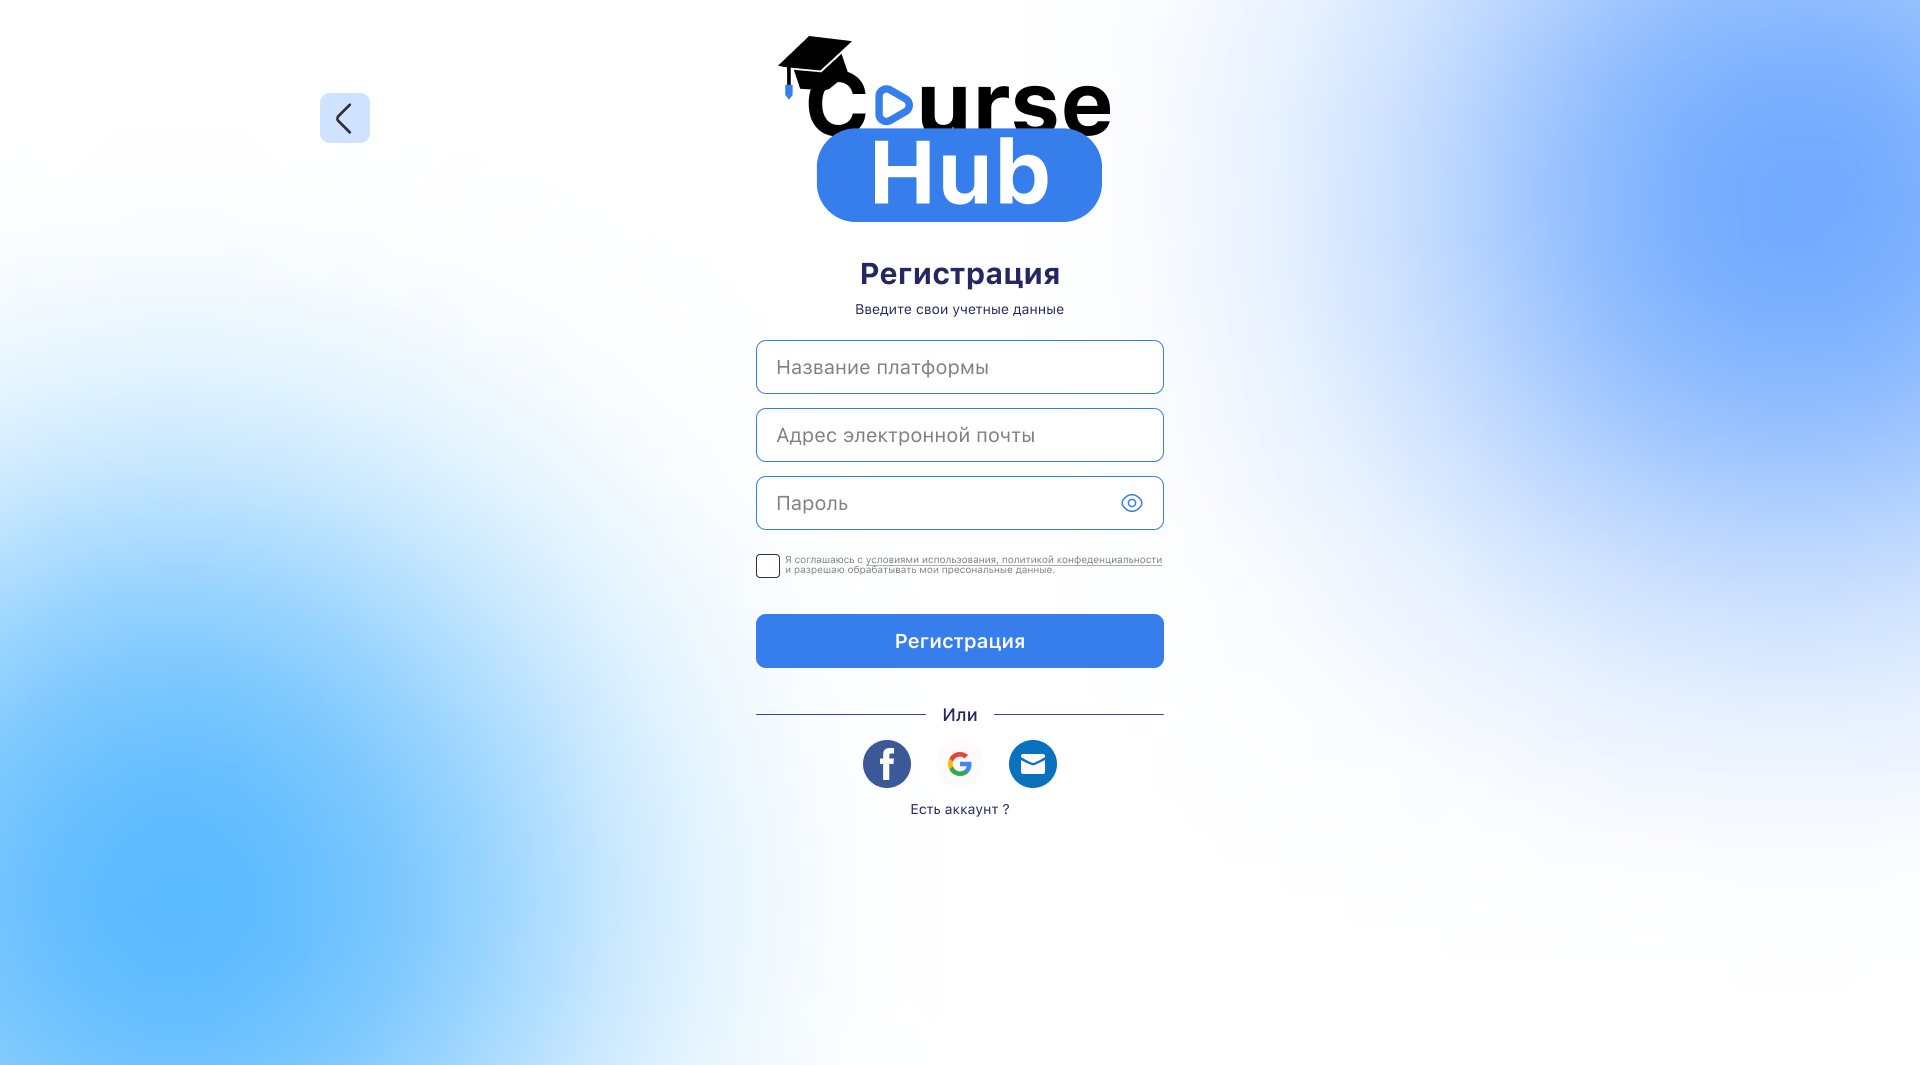 Course
Hub
Регистрация
Введите свои учетные данные
Название платформы
Адрес электронной почты
Пароль
Я соглашаюсь с условиями использования, политикой конфеденциальности
и разрешаю обрабатывать мои пресональные данные.
Регистрация
Или
Есть аккаунт ?